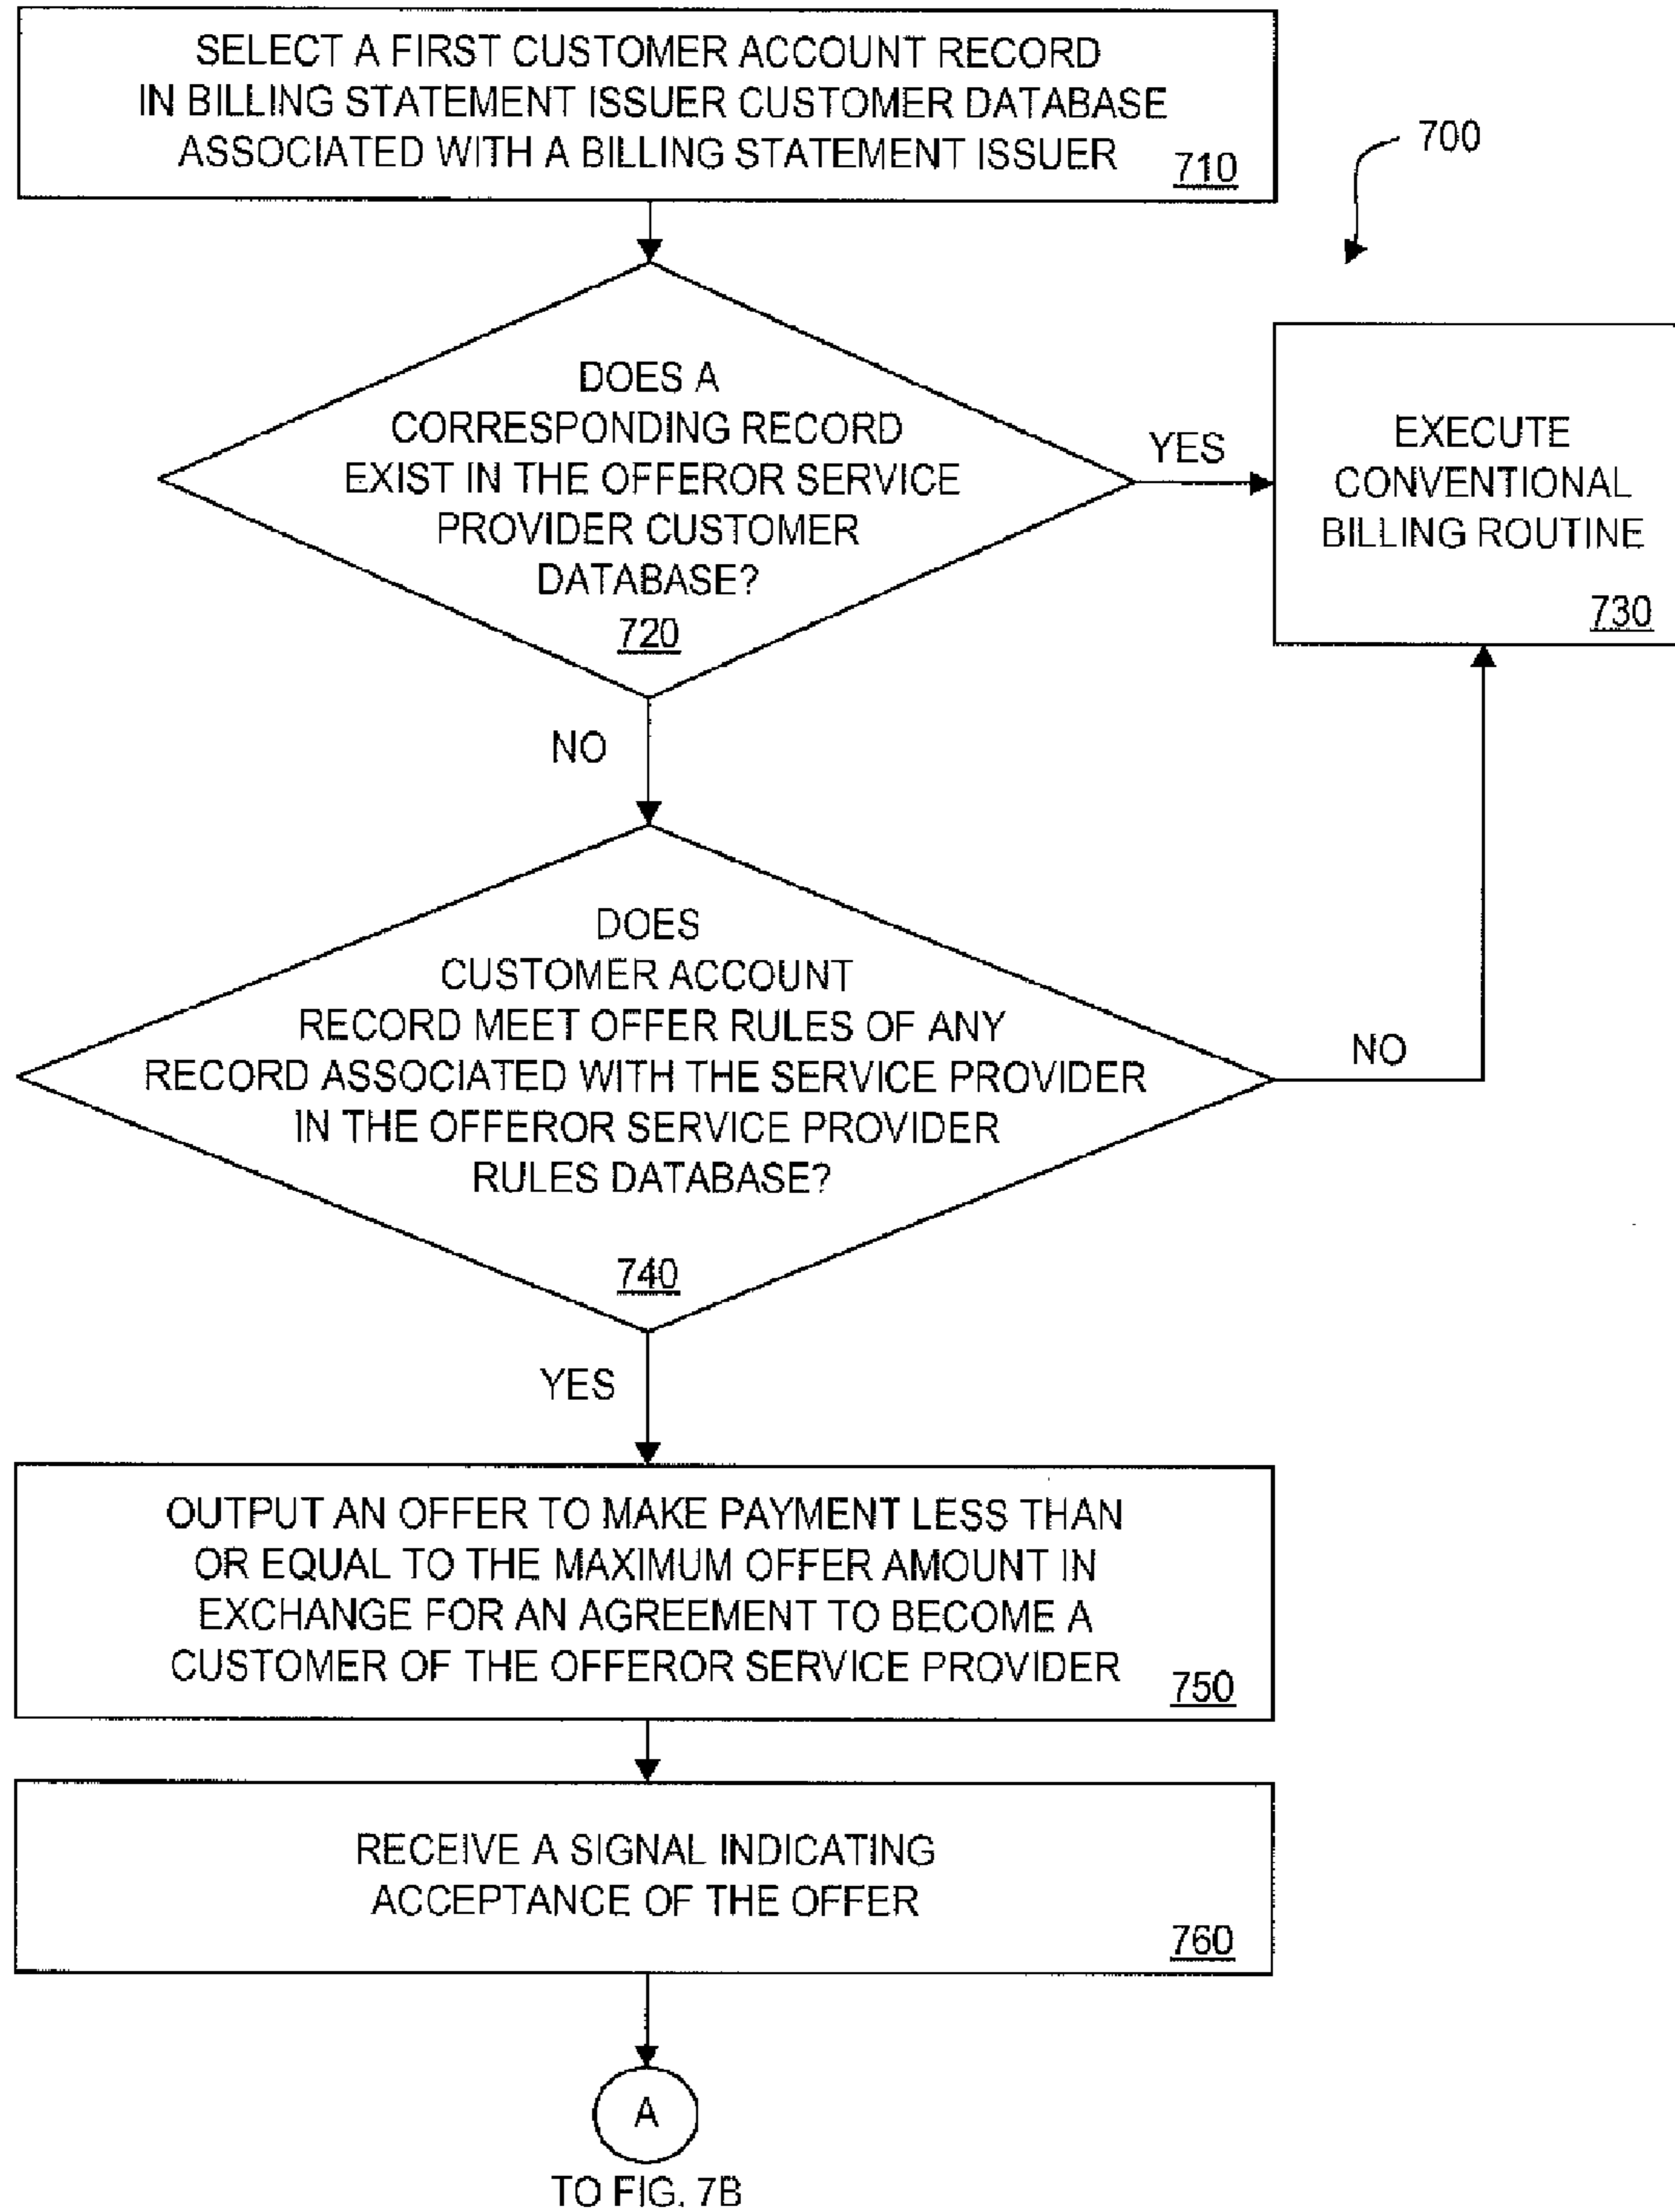 SELECT A FIRST CUSTOMER ACCOUNT RECORD
IN BILLING STATEMENT ISSUER CUSTOMER DATABASE
ASSOCIATED WITH A BILLING STATEMENT ISSUER
710
700
DOES A
CORRESPONDING RECORD
EXIST IN THE OFFEROR SERVICE
PROVIDER CUSTOMER
DATABASE?
720
YES
EXECUTE
CONVENTIONAL
BILLING ROUTINE
730
NO
DOES
CUSTOMER ACCOUNT
RECORD MEET OFFER RULES OF ANY
RECORD ASSOCIATED WITH THE SERVICE PROVIDER
IN THE OFFEROR SERVICE PROVIDER
RULES DATABASE?
740
NO
YES
OUTPUT AN OFFER TO MAKE PAYMENT LESS THAN
OR EQUAL TO THE MAXIMUM OFFER AMOUNT IN
EXCHANGE FOR AN AGREEMENT TO BECOME A
CUSTOMER OF THE OFFEROR SERVICE PROVIDER
750
RECEIVE A SIGNAL INDICATING
ACCEPTANCE OF THE OFFER
760
A
TO FIG. 7B